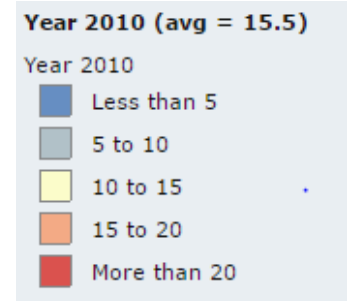 Year 2010 (avg = 15.5)
Year 2010
Less than 5
5 to 10
10 to 15
15 to 20
More than 20